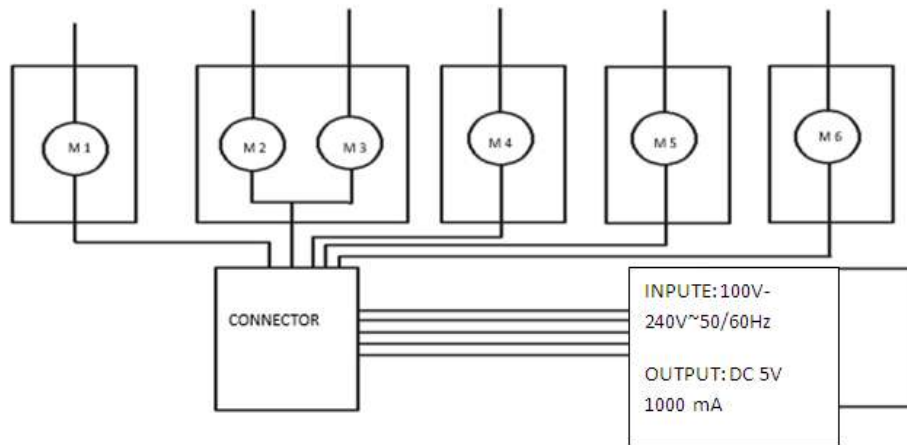 M 1
M 2
M 3
M 4
M 5
M 6
CONNECTOR
INPUTE: 100V-
240V~50/60Hz
OUTPUT: DC 5V
1000 mA